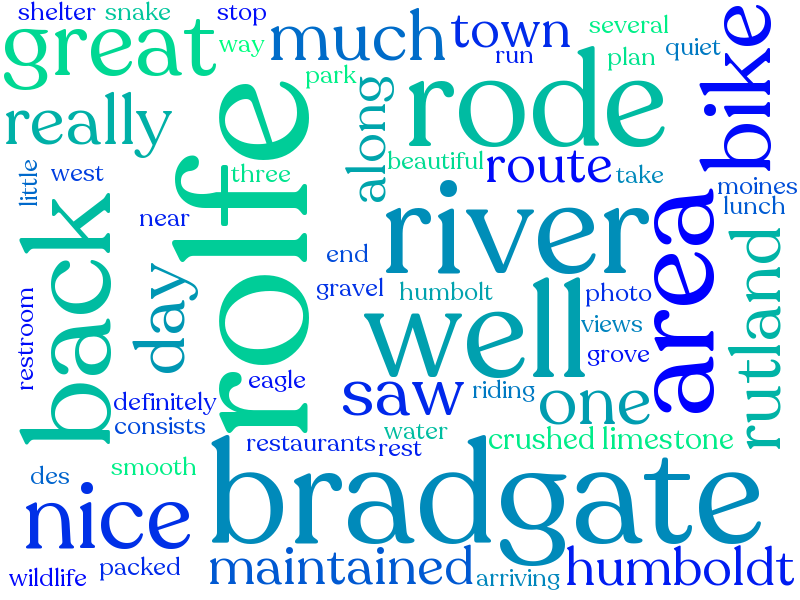 shelter
snake
stop
great
way
much
town
several
run
plan
quiet
bike
park
really
rolfe
along
rode
beautiful
route
take
three
little
west
back
near
day
river
area
moines
lunch
rutland
end
gravel
humbolt
photo
well
views
grove
restroom
eagle
saw
riding
one
definitely
consists
water
restaurants
rest
crushed limestone
smooth
des
bradgate
nice
maintained
arriving
humboldt
packed
wildlife